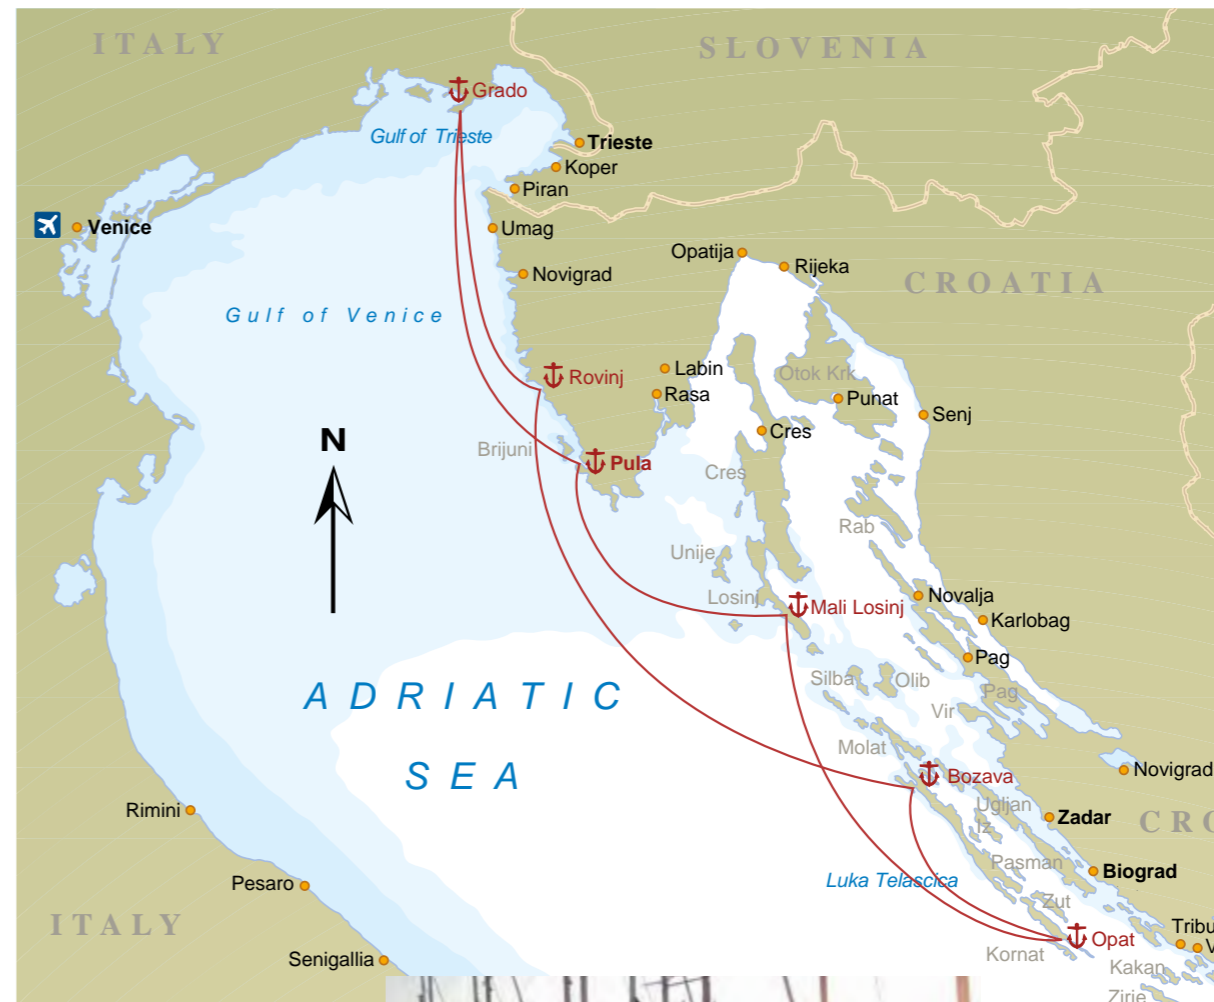 ITALY
SLOVENIA
Grado
Gulf of Trieste
Trieste
Koper
Piran
Venice
Umag
Opatija
Rijeka
Novigrad
CROATIA
Gulf of Venice
Labin
Rovinj
Otok Krk
Rasa
Punat
Senj
N
Cres
Brijuni
Pula
Cres
Rab
Unije
Losinj
Mali Losinj
Novalja
Karlobag
Pag
Silba
Olib
Pag
ADRIATIC
Vir
Molat
SEA
Bozava
Novigrad
Ugljan
Rimini
Zadar
CRO
Iz
Pasman
Biograd
Pesaro
Luka Telascica
Zut
ITALY
Opat
Tribu
V
Kornat
Senigallia
Kakan
Zirje